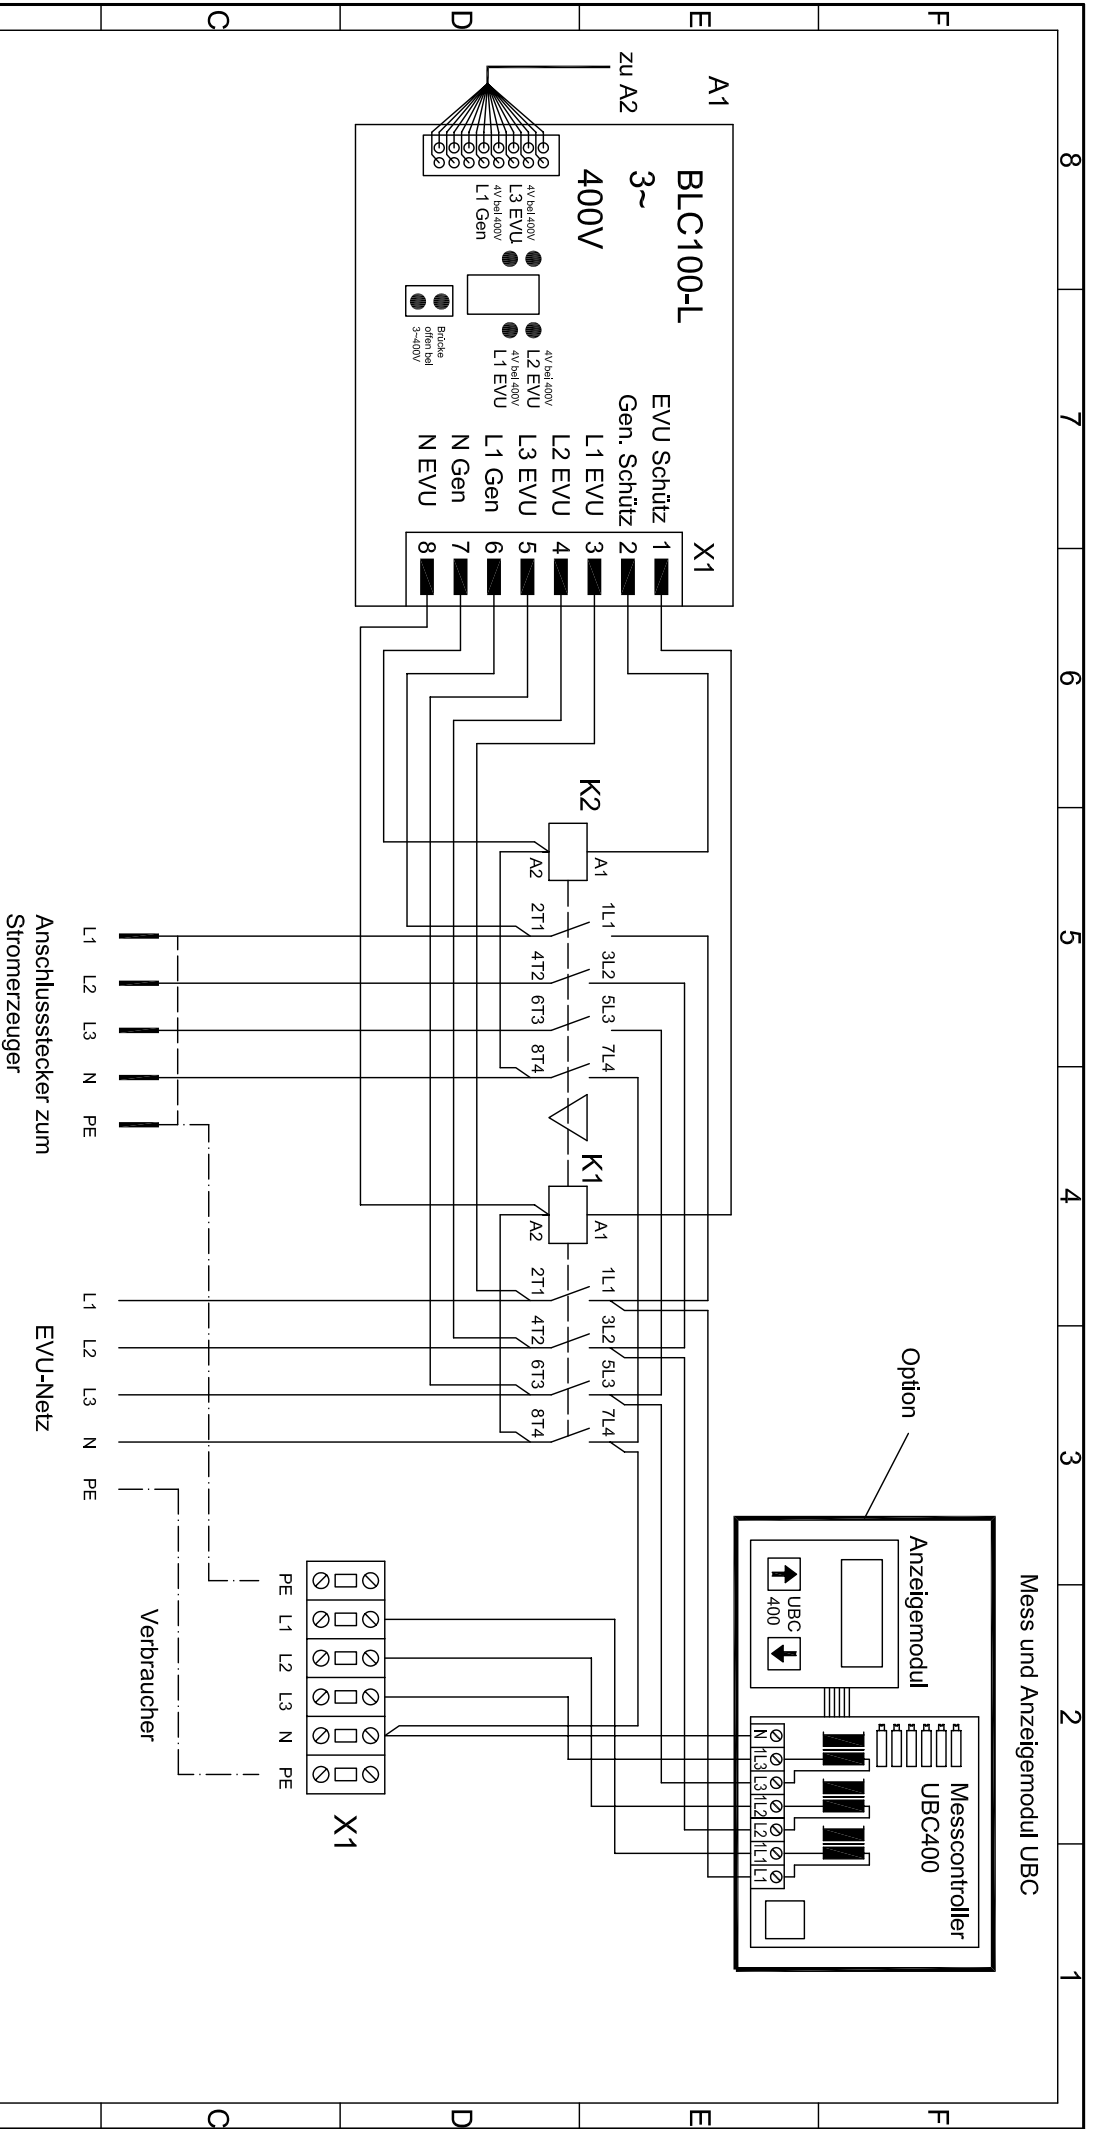 8
7
6
5
4
3
2
1
F
E
D
C
F
E
D
C
A1
zu A2
BLC100-L
3~
400V
4V bei 400V
L3 EVU
4V bei 400V
L1 Gen
4V bei 400V
L2 EVU
4V bei 400V
L1 EVU
Brücke
offen bei
3~400V
X1
EVU Schütz 1
Gen. Schütz 2
L1 EVU 3
L2 EVU 4
L3 EVU 5
L1 Gen 6
N Gen 7
N EVU 8
K2
A1
A2
1L1 3L2 5L3 7L4
2T1 4T2 6T3 8T4
K1
A1
A2
1L1 3L2 5L3 7L4
2T1 4T2 6T3 8T4
L1 L2 L3 N PE
Anschlussstecker zum
Stromerzeuger
L1 L2 L3 N PE
EVU-Netz
Option
Mess und Anzeigemodul UBC
Anzeigemodul
UBC
400
Messcontroller
UBC400
N 1L3 L3 1L2 L2 1L1 L1
X1
PE L1 L2 L3 N PE
Verbraucher